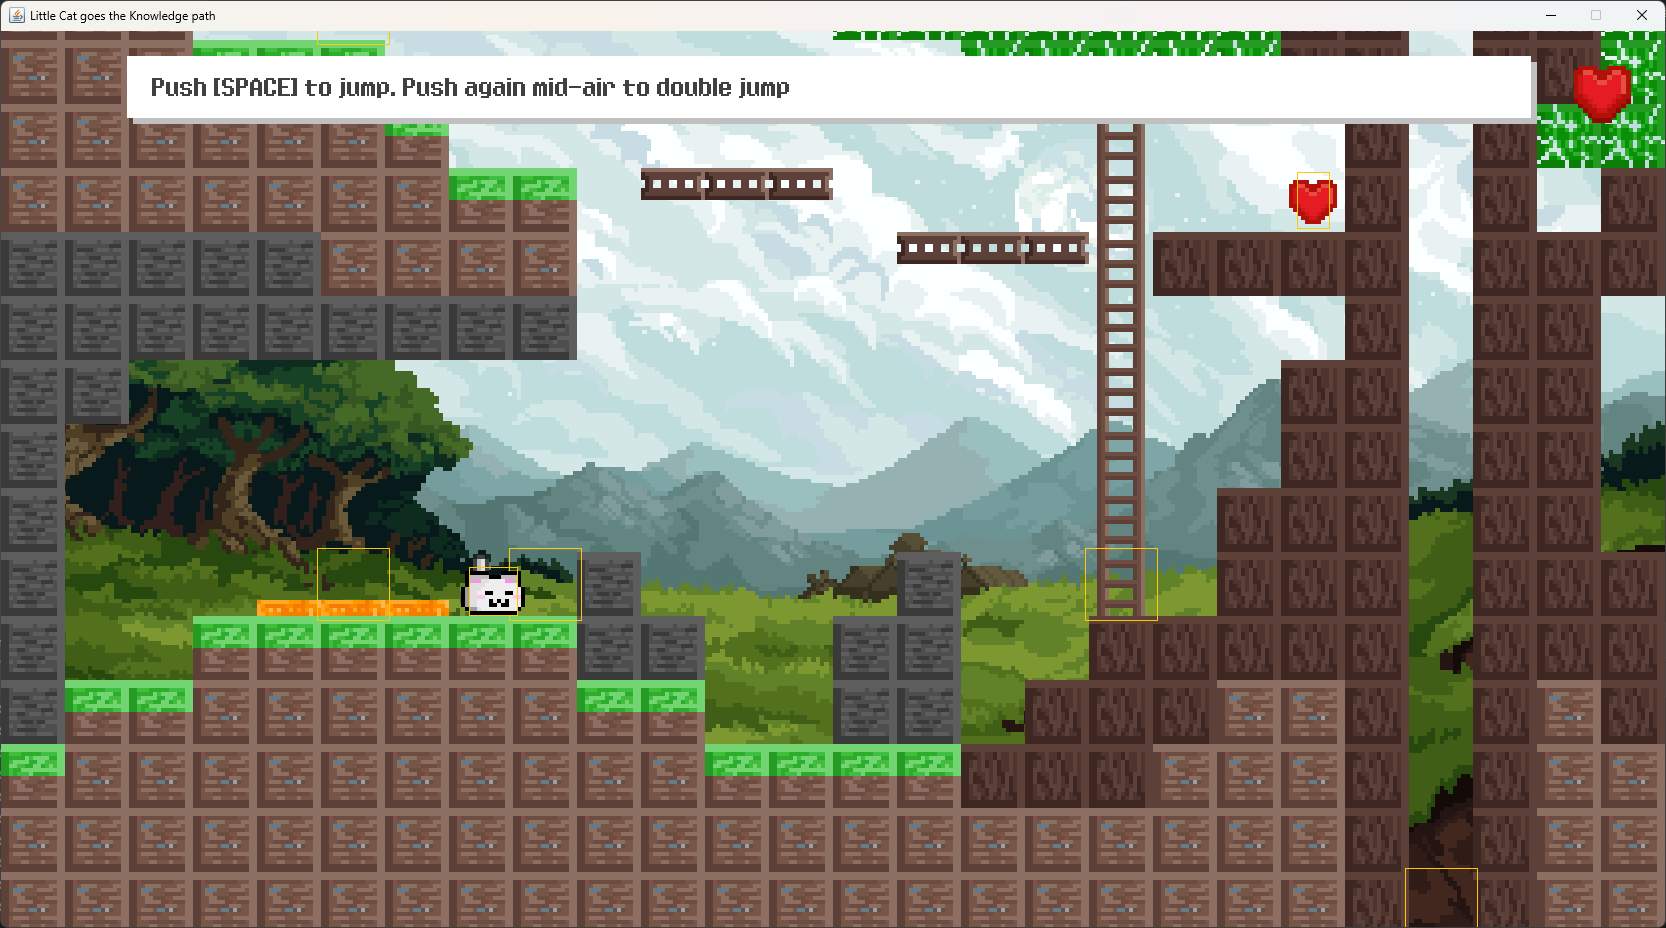 Little Cat goes the Knowledge path
Push [SPACE] to jump. Push again mid-air to double jump